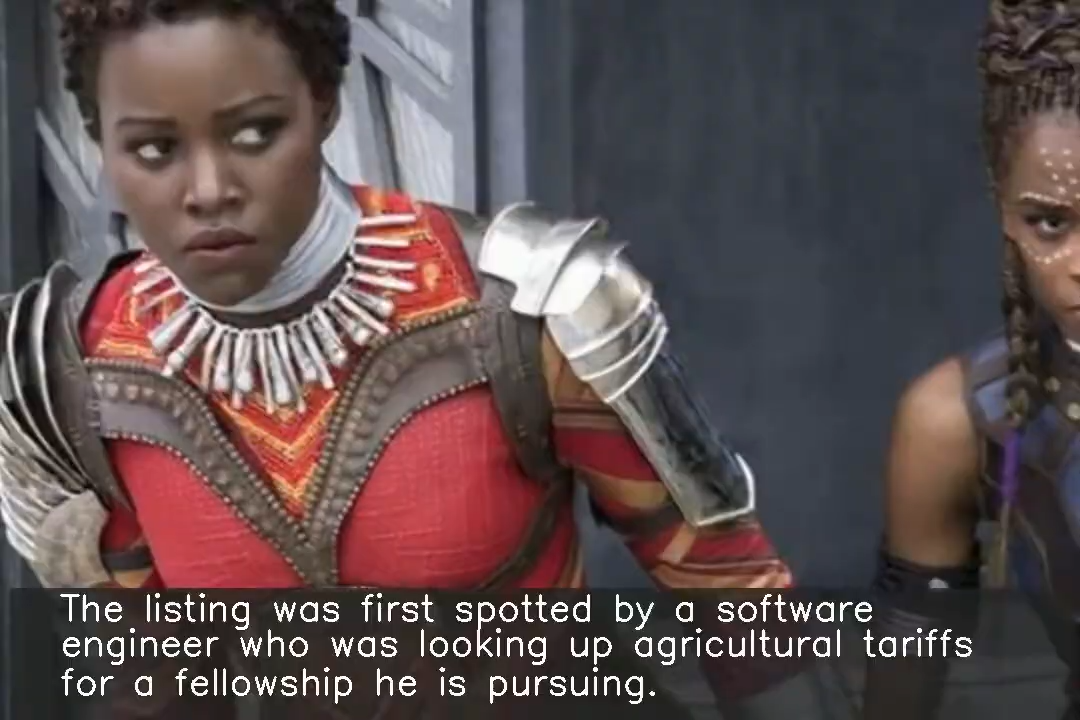 The listing was first spotted by a software
engineer who was looking up agricultural tariffs
for a fellowship he is pursuing.